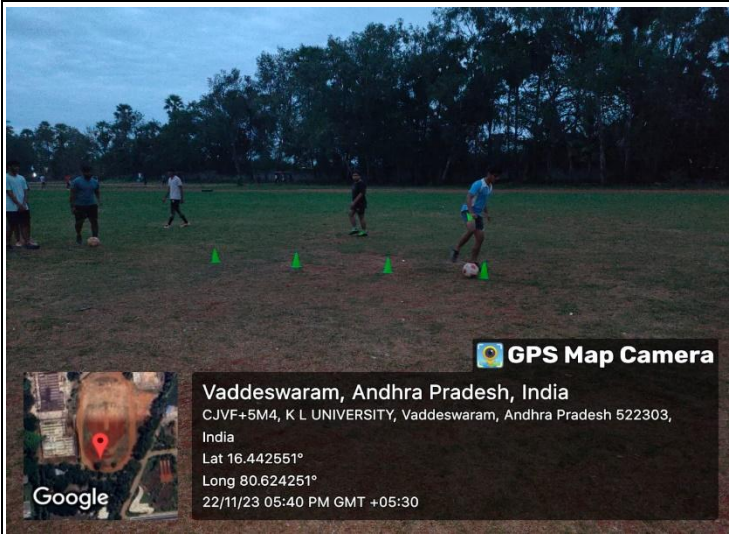 GPS Map Camera
Vaddeswaram, Andhra Pradesh, India
CJVF+5M4, K L UNIVERSITY, Vaddeswaram, Andhra Pradesh 522303,
India
Lat 16.442551°
Long 80.624251°
22/11/23 05:40 PM GMT +05:30
Google